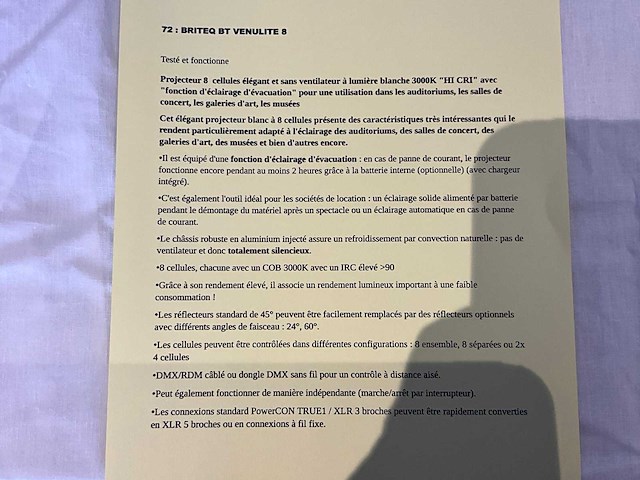 72 : BRITEQ BT VENULITE 8
Testé et fonctionne
Projecteur 8 cellules élégant et sans ventilateur à lumière blanche 3000K "HI CRI" avec
"fonction d'éclairage d'évacuation" pour une utilisation dans les auditoriums, les salles de
concert, les galeries d'art, les musées
Cet élégant projecteur blanc à 8 cellules présente des caractéristiques très intéressantes qui le
rendent particulièrement adapté à l'éclairage des auditoriums, des salles de concert, des
galeries d'art, des musées et bien d'autres encore.
•Il est équipé d'une fonction d'éclairage d'évacuation : en cas de panne de courant, le projecteur
fonctionne encore pendant au moins 2 heures grâce à la batterie interne (optionnelle) (avec chargeur
intégré).
•C'est également l'outil idéal pour les sociétés de location : un éclairage solide alimenté par batterie
pendant le démontage du matériel après un spectacle ou un éclairage automatique en cas de panne
de courant.
•Le châssis robuste en aluminium injecté assure un refroidissement par convection naturelle : pas de
ventilateur et donc totalement silencieux.
•8 cellules, chacune avec un COB 3000K avec un IRC élevé >90
•Grâce à son rendement élevé, il associe un rendement lumineux important à une faible
consommation !
•Les réflecteurs standard de 45° peuvent être facilement remplacés par des réflecteurs optionnels
avec différents angles de faisceau : 24°, 60°.
•Les cellules peuvent être contrôlées dans différentes configurations : 8 ensemble, 8 séparées ou 2x
4 cellules
•DMX/RDM câblé ou dongle DMX sans fil pour un contrôle à distance aisé.
•Peut également fonctionner de manière indépendante (marche/arrêt par interrupteur).
•Les connexions standard PowerCON TRUE1 / XLR 3 broches peuvent être rapidement converties
en XLR 5 broches ou en connexions à fil fixe.